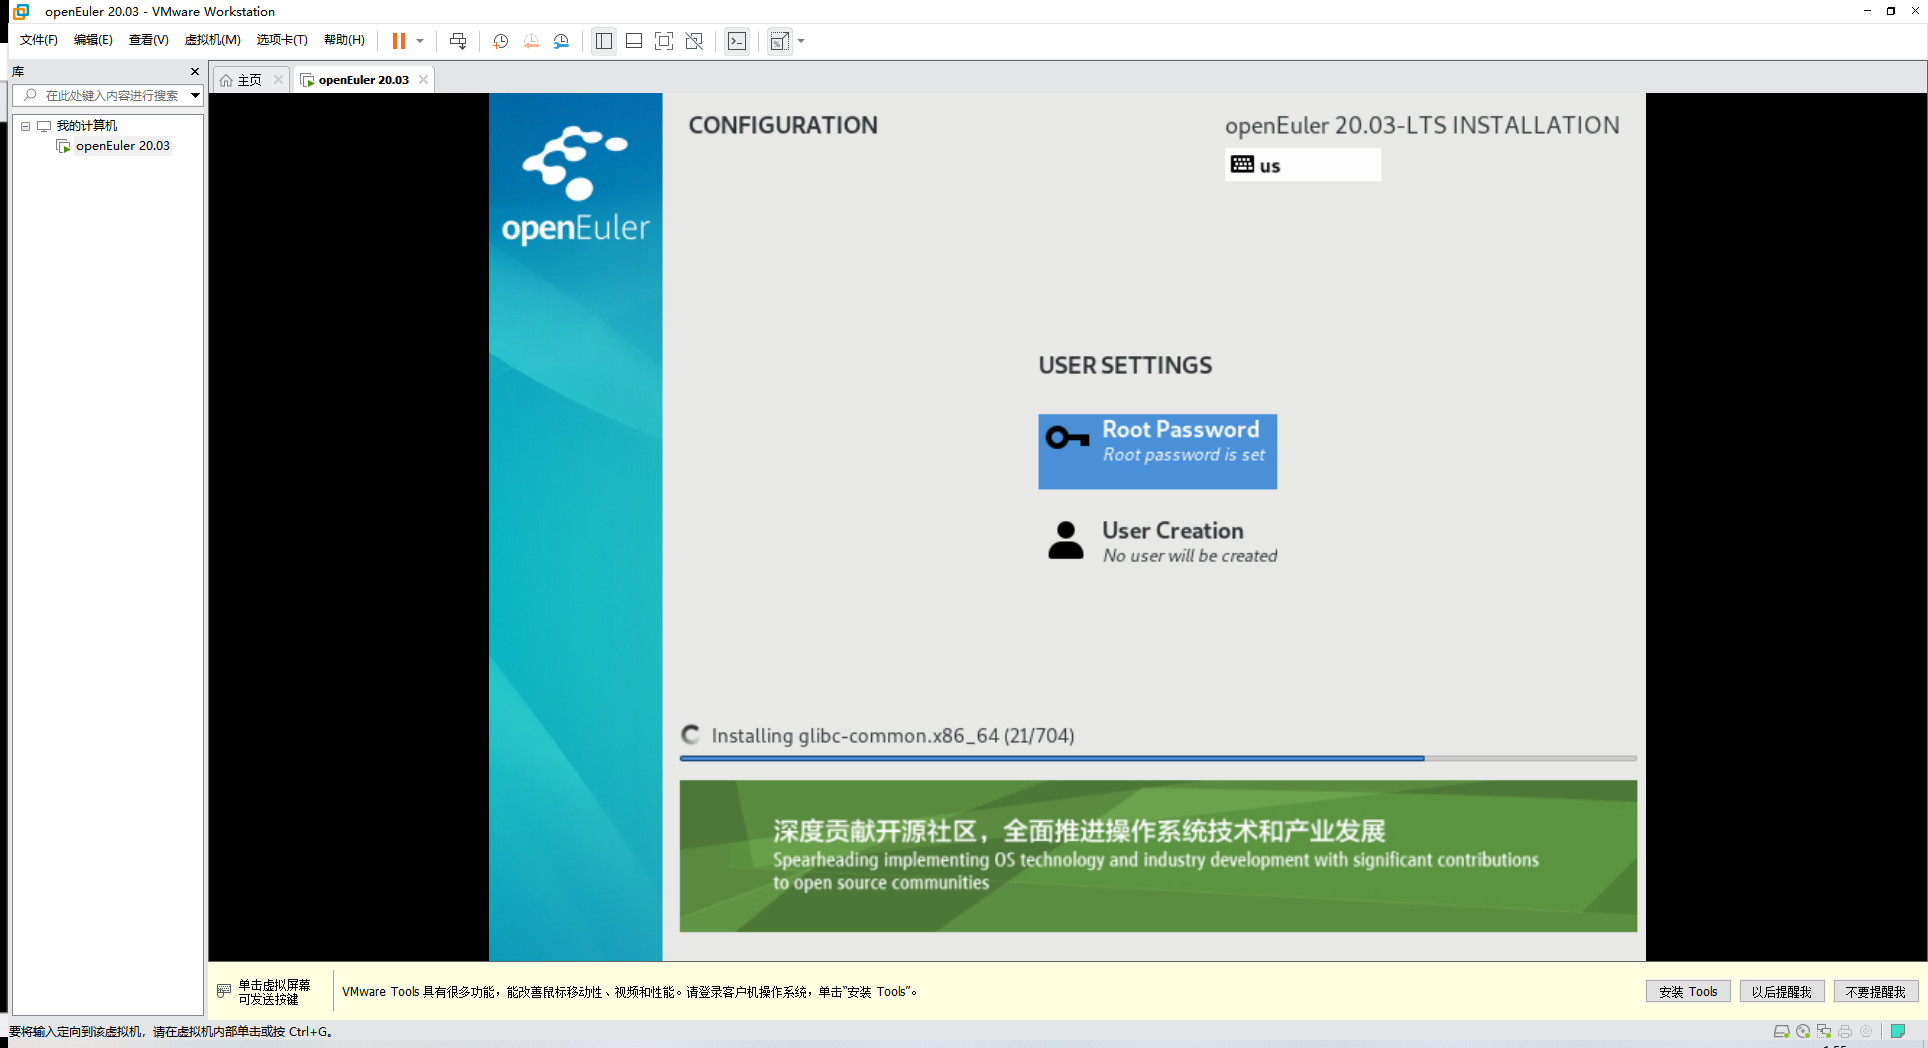 openEuler 20.03 - VMware Workstation
文件(F) 编辑(E) 查看(V) 虚拟机(M) 选项卡(T) 帮助(H)
库
主页
openEuler 20.03
在此处键入内容进行搜索
我的计算机
openEuler 20.03
openEuler
CONFIGURATION
openEuler 20.03-LTS INSTALLATION
us
USER SETTINGS
Root Password
Root password is set
User Creation
No user will be created
Installing glibc-common.x86_64 (21/704)
深度贡献开源社区，全面推进操作系统技术和产业发展
Spearheading implementing OS technology and industry development with significant contributions
to open source communities
单击虚拟屏幕
可发送按键
VMware Tools 具有很多功能，能改善鼠标移动性、视频和性能。请登录客户机操作系统，单击“安装 Tools”。
安装 Tools
以后提醒我
不要提醒我
要将输入定向到该虚拟机，请在虚拟机内部单击或按 Ctrl+G。